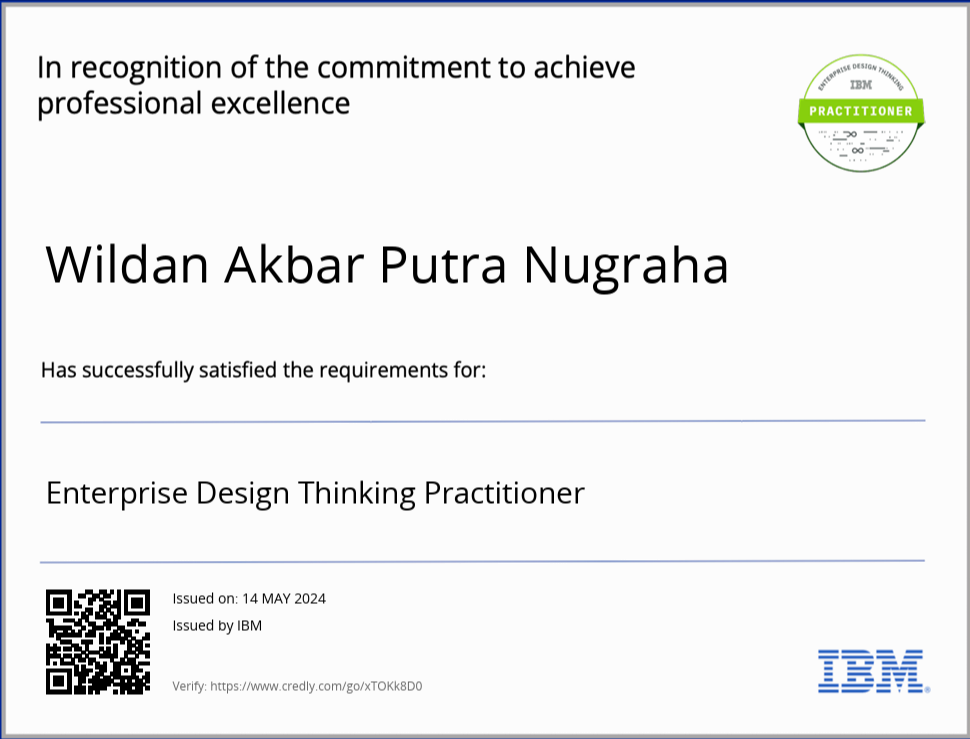 In recognition of the commitment to achieve
professional excellence
ENTERPRISE DESIGN THINKING
IBM
PRACTITIONER
Wildan Akbar Putra Nugraha
Has successfully satisfied the requirements for:
Enterprise Design Thinking Practitioner
Issued on: 14 MAY 2024
Issued by IBM
Verify: https://www.credly.com/go/xTOKk8D0
IBM®